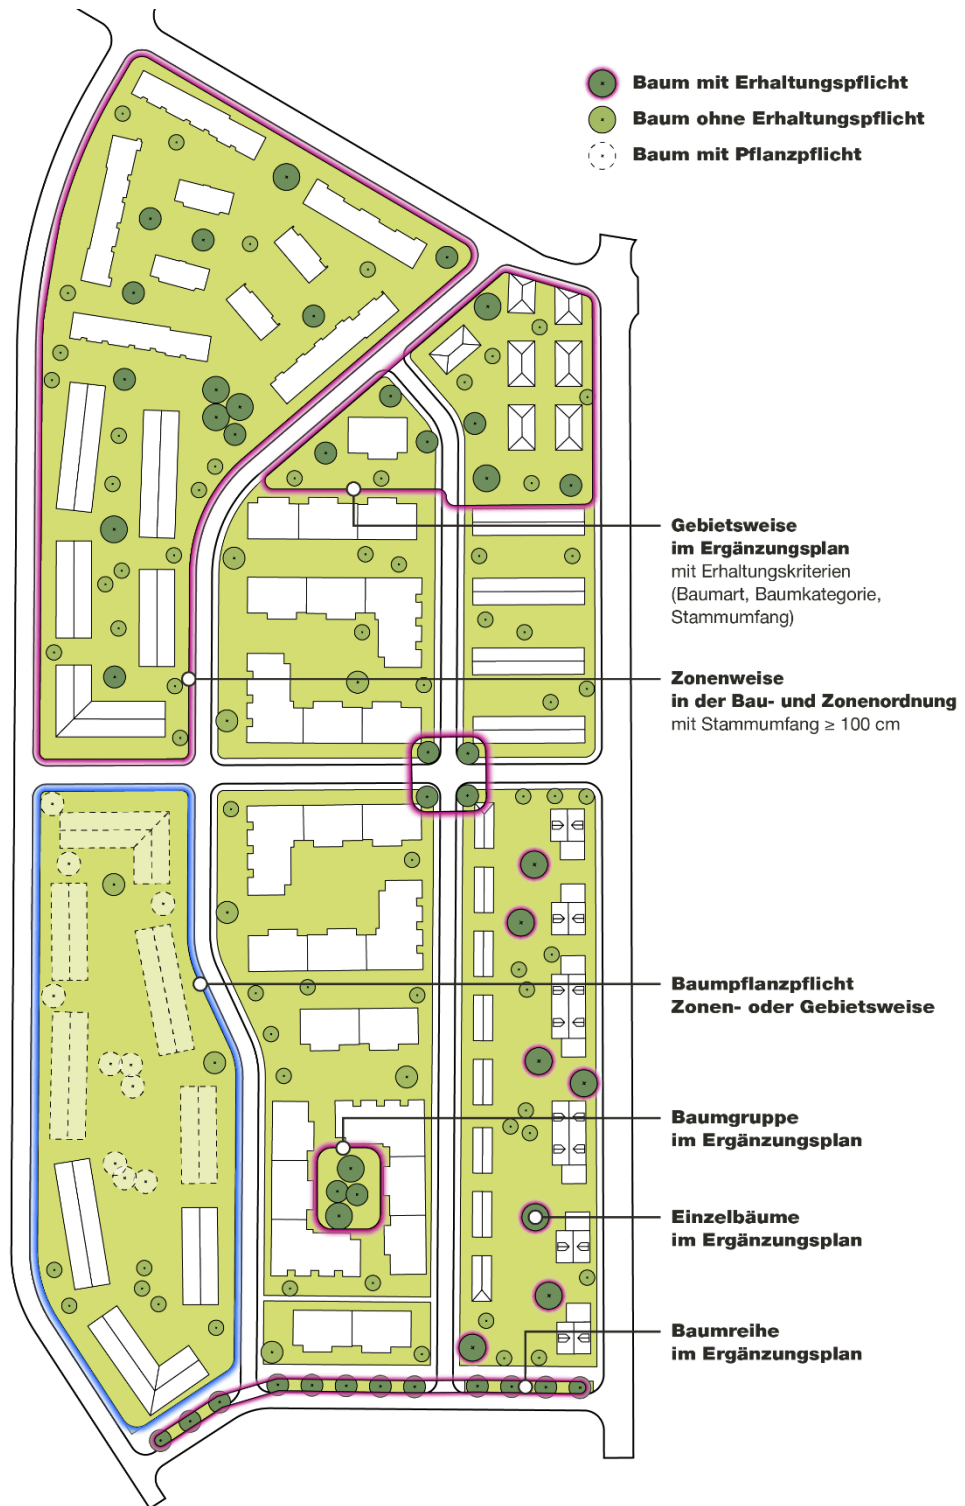 Baum mit Erhaltungspflicht
Baum ohne Erhaltungspflicht
Baum mit Pflanzpflicht
Gebietsweise
im Ergänzungsplan
mit Erhaltungskriterien
(Baumart, Baumkategorie,
Stammumfang)
Zonenweise
in der Bau- und Zonenordnung
mit Stammumfang ≥ 100 cm
Baumpflanzpflicht
Zonen- oder Gebietsweise
Baumgruppe
im Ergänzungsplan
Einzelbäume
im Ergänzungsplan
Baumreihe
im Ergänzungsplan